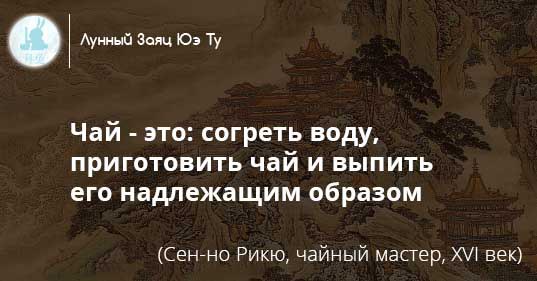 Лунный Заяц Юэ Ту
Чай - это: согреть воду,
приготовить чай и выпить
его надлежащим образом
(Сен-но Рикю, чайный мастер, XVI век)